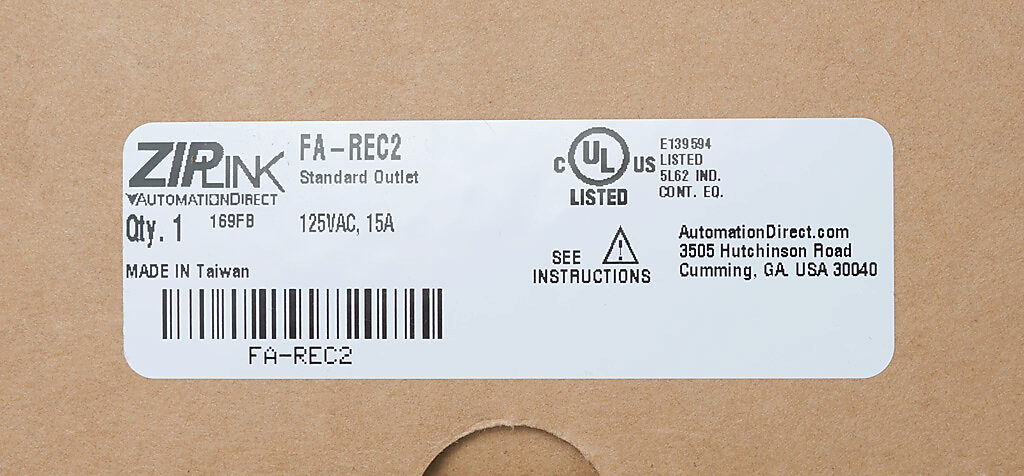 ZIPLINK
AUTOMATIONDIRECT
Qty. 1 169FB
MADE IN Taiwan
FA-REC2
FA-REC2
Standard Outlet
125VAC, 15A
C UL US
LISTED
E139594
LISTED
5L62 IND.
CONT. EQ.
SEE
INSTRUCTIONS
!
AutomationDirect.com
3505 Hutchinson Road
Cumming, GA. USA 30040